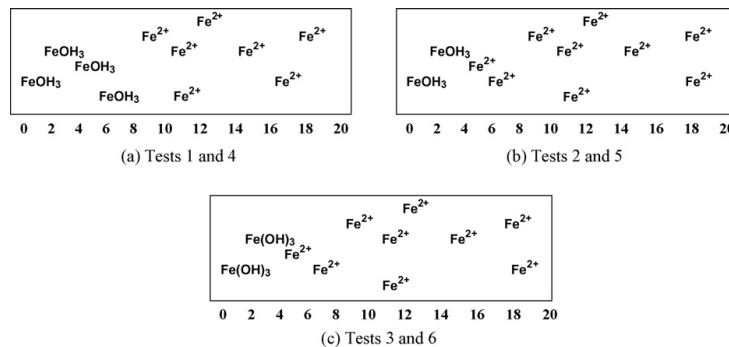 Fe²⁺
Fe²⁺ Fe²⁺
FeOH₃ Fe²⁺ Fe²⁺
FeOH₃
FeOH₃ Fe²⁺
FeOH₃ Fe²⁺
0 2 4 6 8 10 12 14 16 18 20
(a) Tests 1 and 4
Fe²⁺
Fe²⁺ Fe²⁺
FeOH₃ Fe²⁺ Fe²⁺
Fe²⁺
FeOH₃ Fe²⁺ Fe²⁺
Fe²⁺
0 2 4 6 8 10 12 14 16 18 20
(b) Tests 2 and 5
Fe²⁺
Fe²⁺ Fe²⁺
Fe(OH)₃ Fe²⁺ Fe²⁺
Fe²⁺
Fe(OH)₃ Fe²⁺ Fe²⁺
Fe²⁺
0 2 4 6 8 10 12 14 16 18 20
(c) Tests 3 and 6